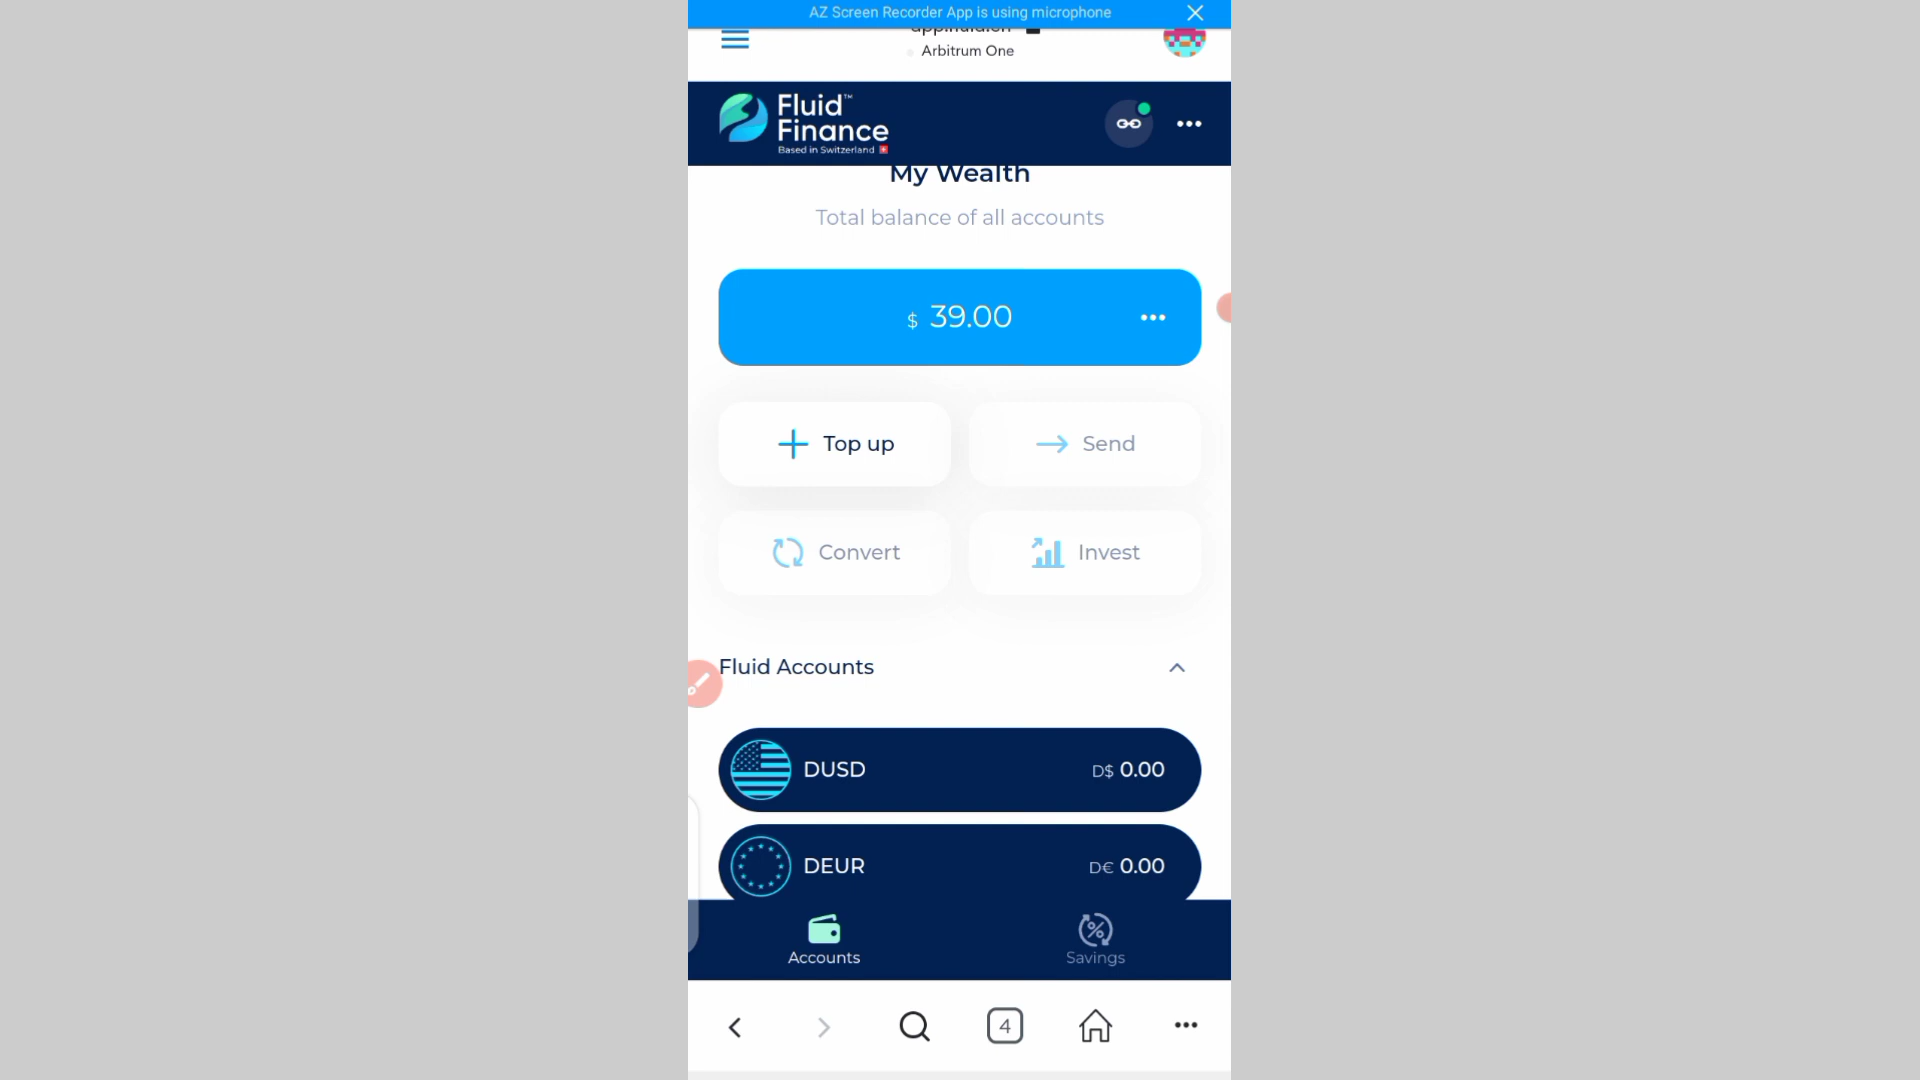 AZ Screen Recorder App is using microphone
Arbitrum One
Fluid™
Finance
Based in Switzerland
My Wealth
Total balance of all accounts
$ 39.00
Top up
Send
Convert
Invest
Fluid Accounts
DUSD
D$ 0.00
DEUR
D€ 0.00
Accounts
Savings
4